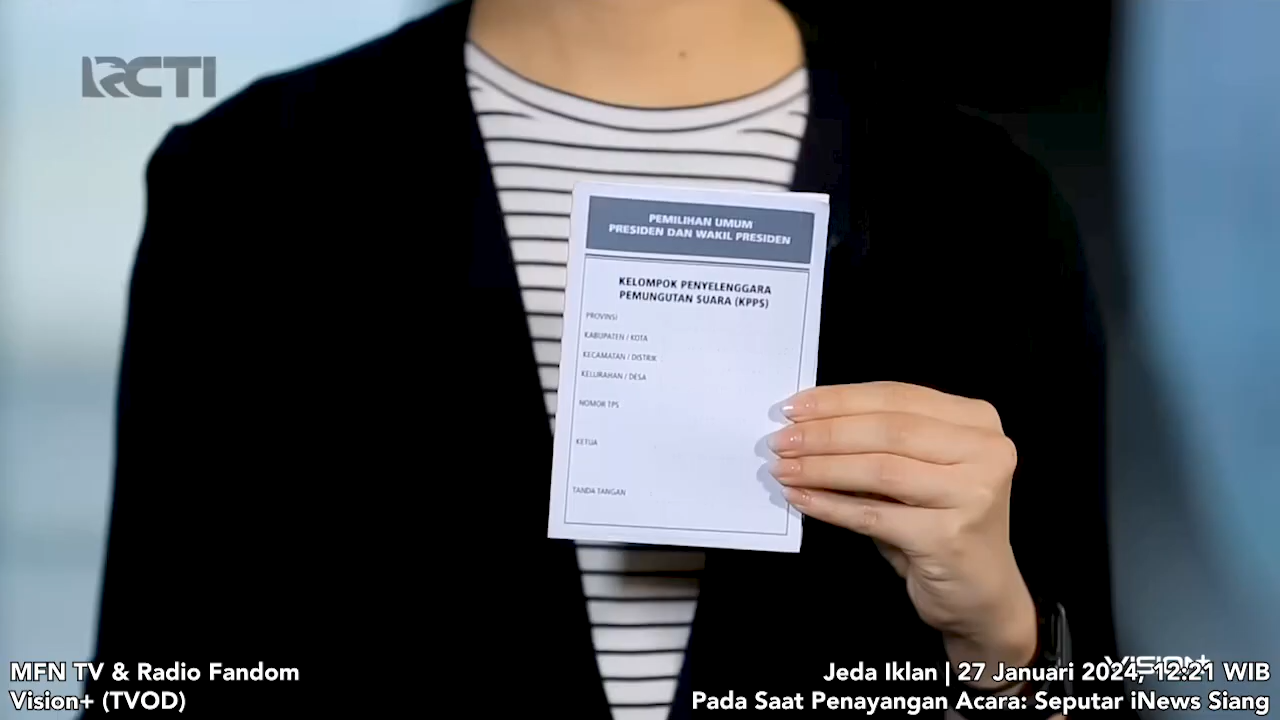 RCTI
PEMILIHAN UMUM
PRESIDEN DAN WAKIL PRESIDEN
KELOMPOK PENYELENGGARA
PEMUNGUTAN SUARA (KPPS)
PROVINSI
KABUPATEN / KOTA
KECAMATAN / DISTRIK
KELURAHAN / DESA
NOMOR TPS
KETUA
TANDA TANGAN
MFN TV & Radio Fandom
Vision+ (TVOD)
VISION+
Jeda Iklan | 27 Januari 2024, 12:21 WIB
Pada Saat Penayangan Acara: Seputar iNews Siang